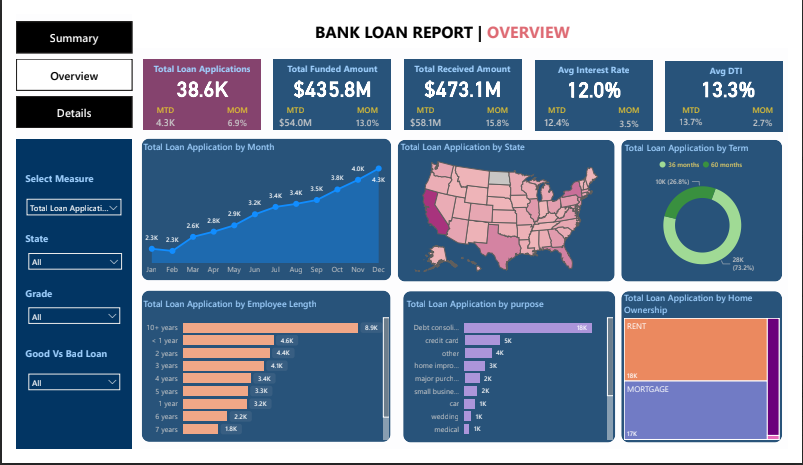 BANK LOAN REPORT | OVERVIEW
Summary
Overview
Details
Total Loan Applications
38.6K
MTD MOM
4.3K 6.9%
Total Funded Amount
$435.8M
MTD MOM
$54.0M 13.0%
Total Received Amount
$473.1M
MTD MOM
$58.1M 15.8%
Avg Interest Rate
12.0%
MTD MOM
12.4% 3.5%
Avg DTI
13.3%
MTD MOM
13.7% 2.7%
Select Measure
Total Loan Applicati...
State
All
Grade
All
Good Vs Bad Loan
All
Total Loan Application by Month
2.3K 2.3K 2.6K 2.8K 2.9K 3.2K 3.4K 3.4K 3.5K 3.8K 4.0K 4.3K
Jan Feb Mar Apr May Jun Jul Aug Sep Oct Nov Dec
Total Loan Application by State
Total Loan Application by Term
36 months 60 months
10K (26.8%)
28K
(73.2%)
Total Loan Application by Employee Length
10+ years 8.9K
< 1 year 4.6K
2 years 4.4K
3 years 4.1K
4 years 3.4K
5 years 3.3K
1 year 3.2K
6 years 2.2K
7 years 1.8K
Total Loan Application by purpose
Debt consoli... 18K
credit card 5K
other 4K
home impro... 3K
major purch... 2K
small busine... 2K
car 1K
wedding 1K
medical 1K
Total Loan Application by Home
Ownership
RENT
18K
MORTGAGE
17K